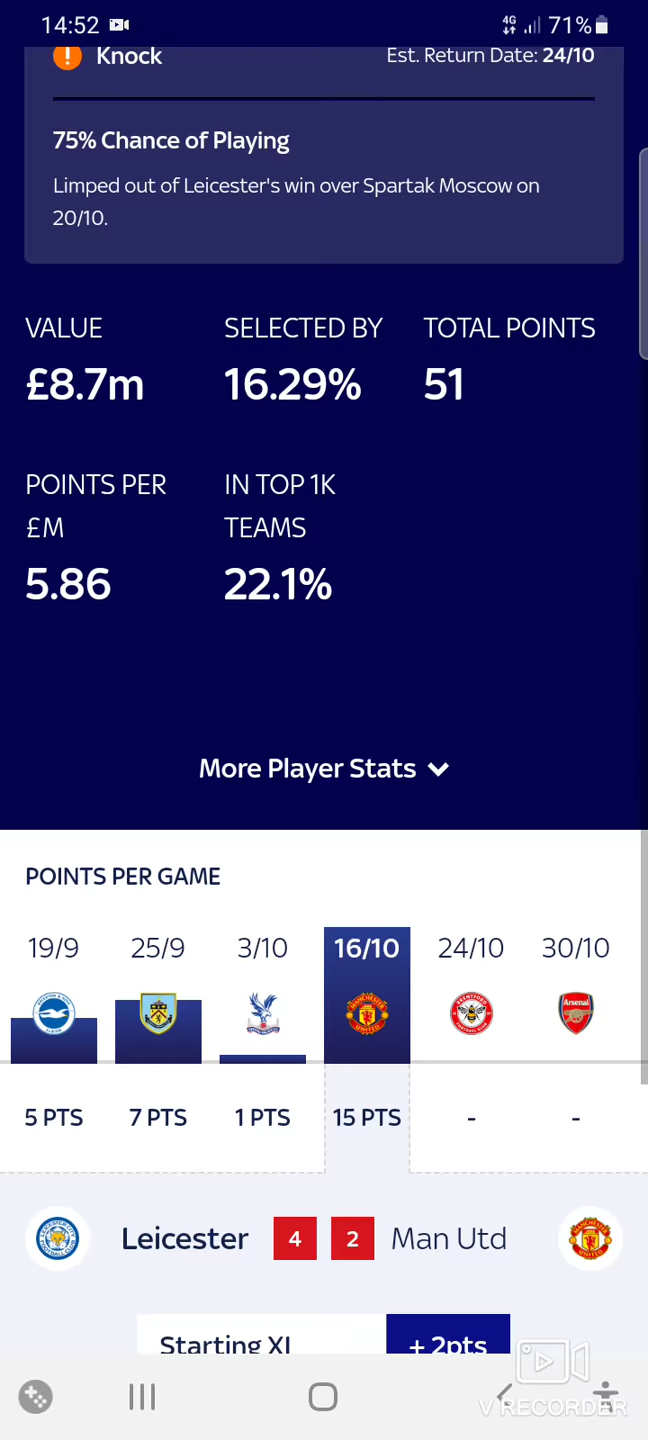 14:52 4G 71%
Knock Est. Return Date: 24/10
75% Chance of Playing
Limped out of Leicester's win over Spartak Moscow on
20/10.
VALUE SELECTED BY TOTAL POINTS
£8.7m 16.29% 51
POINTS PER IN TOP 1K
£M TEAMS
5.86 22.1%
More Player Stats
POINTS PER GAME
19/9 25/9 3/10 16/10 24/10 30/10
Arsenal
5 PTS 7 PTS 1 PTS 15 PTS - -
Leicester 4 2 Man Utd
Starting XI + 2pts
V RECORDER